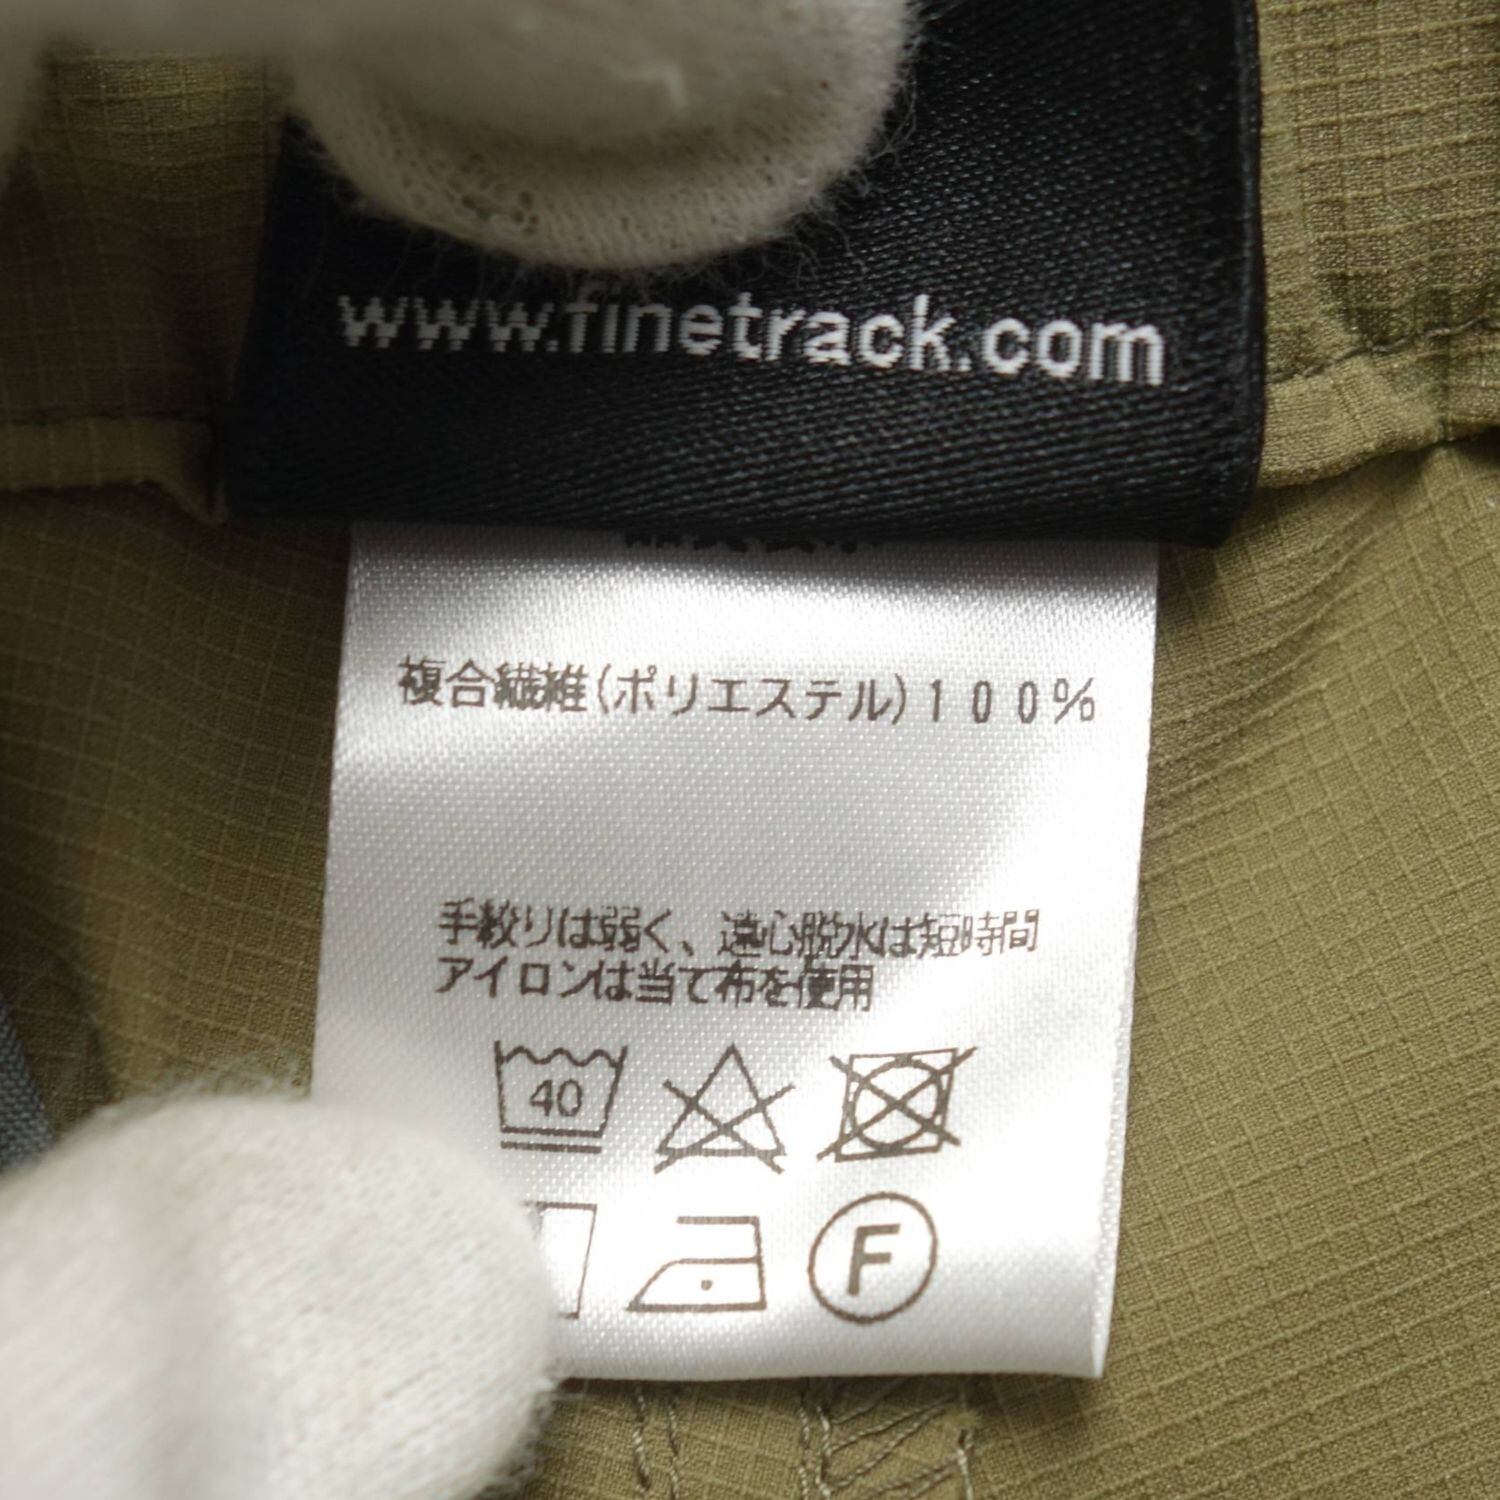 www.finetrack.com
複合繊維(ポリエステル)100%
手絞りは弱く、遠心脱水は短時間
アイロンは当て布を使用
40
F